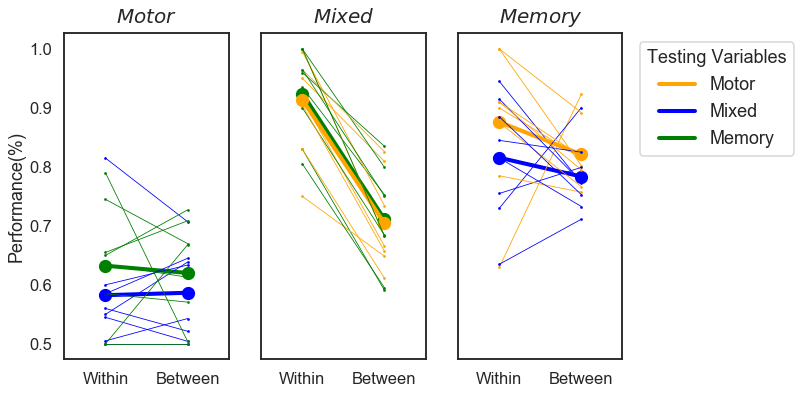 Motor
Mixed
Memory
Performance(%)
1.0
0.9
0.8
0.7
0.6
0.5
Within Between
Within Between
Within Between
Testing Variables
Motor
Mixed
Memory